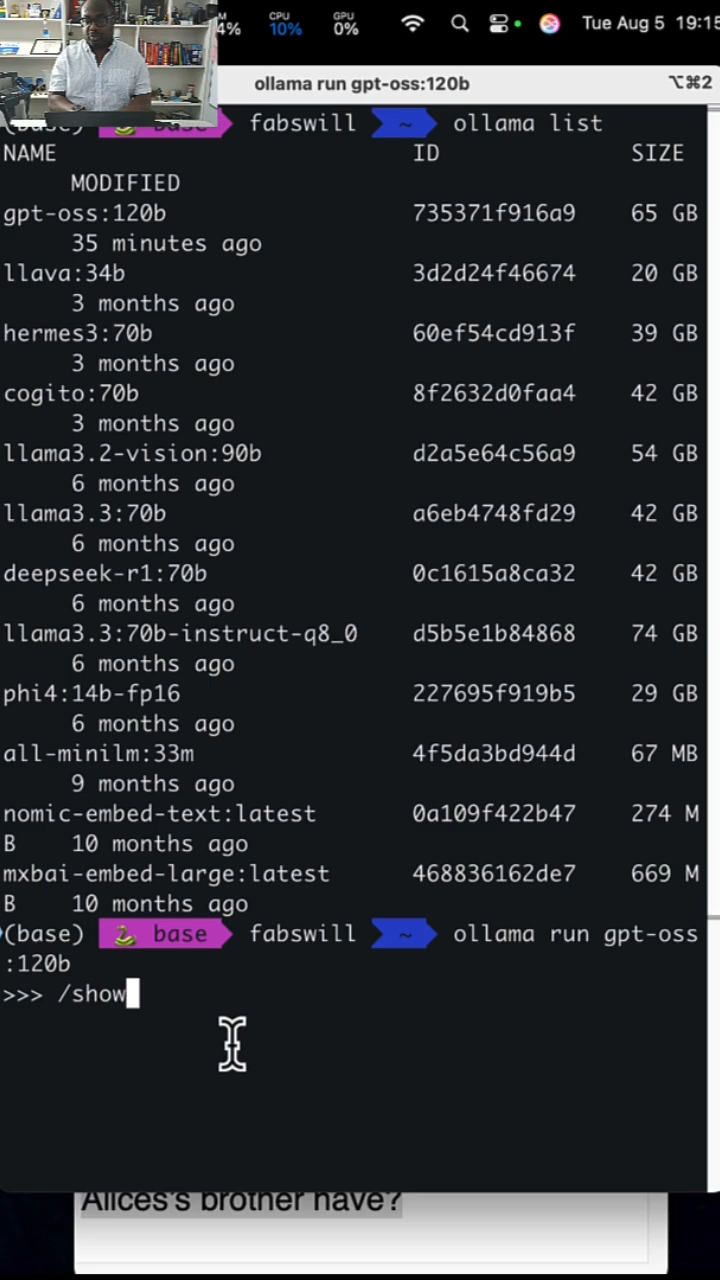 4% CPU 10% GPU 0% Tue Aug 5 19:15
ollama run gpt-oss:120b ⌥⌘2
(base) base fabswill ~ ollama list
NAME ID SIZE
MODIFIED
gpt-oss:120b 735371f916a9 65 GB
35 minutes ago
llava:34b 3d2d24f46674 20 GB
3 months ago
hermes3:70b 60ef54cd913f 39 GB
3 months ago
cogito:70b 8f2632d0faa4 42 GB
3 months ago
llama3.2-vision:90b d2a5e64c56a9 54 GB
6 months ago
llama3.3:70b a6eb4748fd29 42 GB
6 months ago
deepseek-r1:70b 0c1615a8ca32 42 GB
6 months ago
llama3.3:70b-instruct-q8_0 d5b5e1b84868 74 GB
6 months ago
phi4:14b-fp16 227695f919b5 29 GB
6 months ago
all-minilm:33m 4f5da3bd944d 67 MB
9 months ago
nomic-embed-text:latest 0a109f422b47 274 M
B 10 months ago
mxbai-embed-large:latest 468836162de7 669 M
B 10 months ago
(base) base fabswill ~ ollama run gpt-oss
:120b
>>> /show
Alices's brother have?